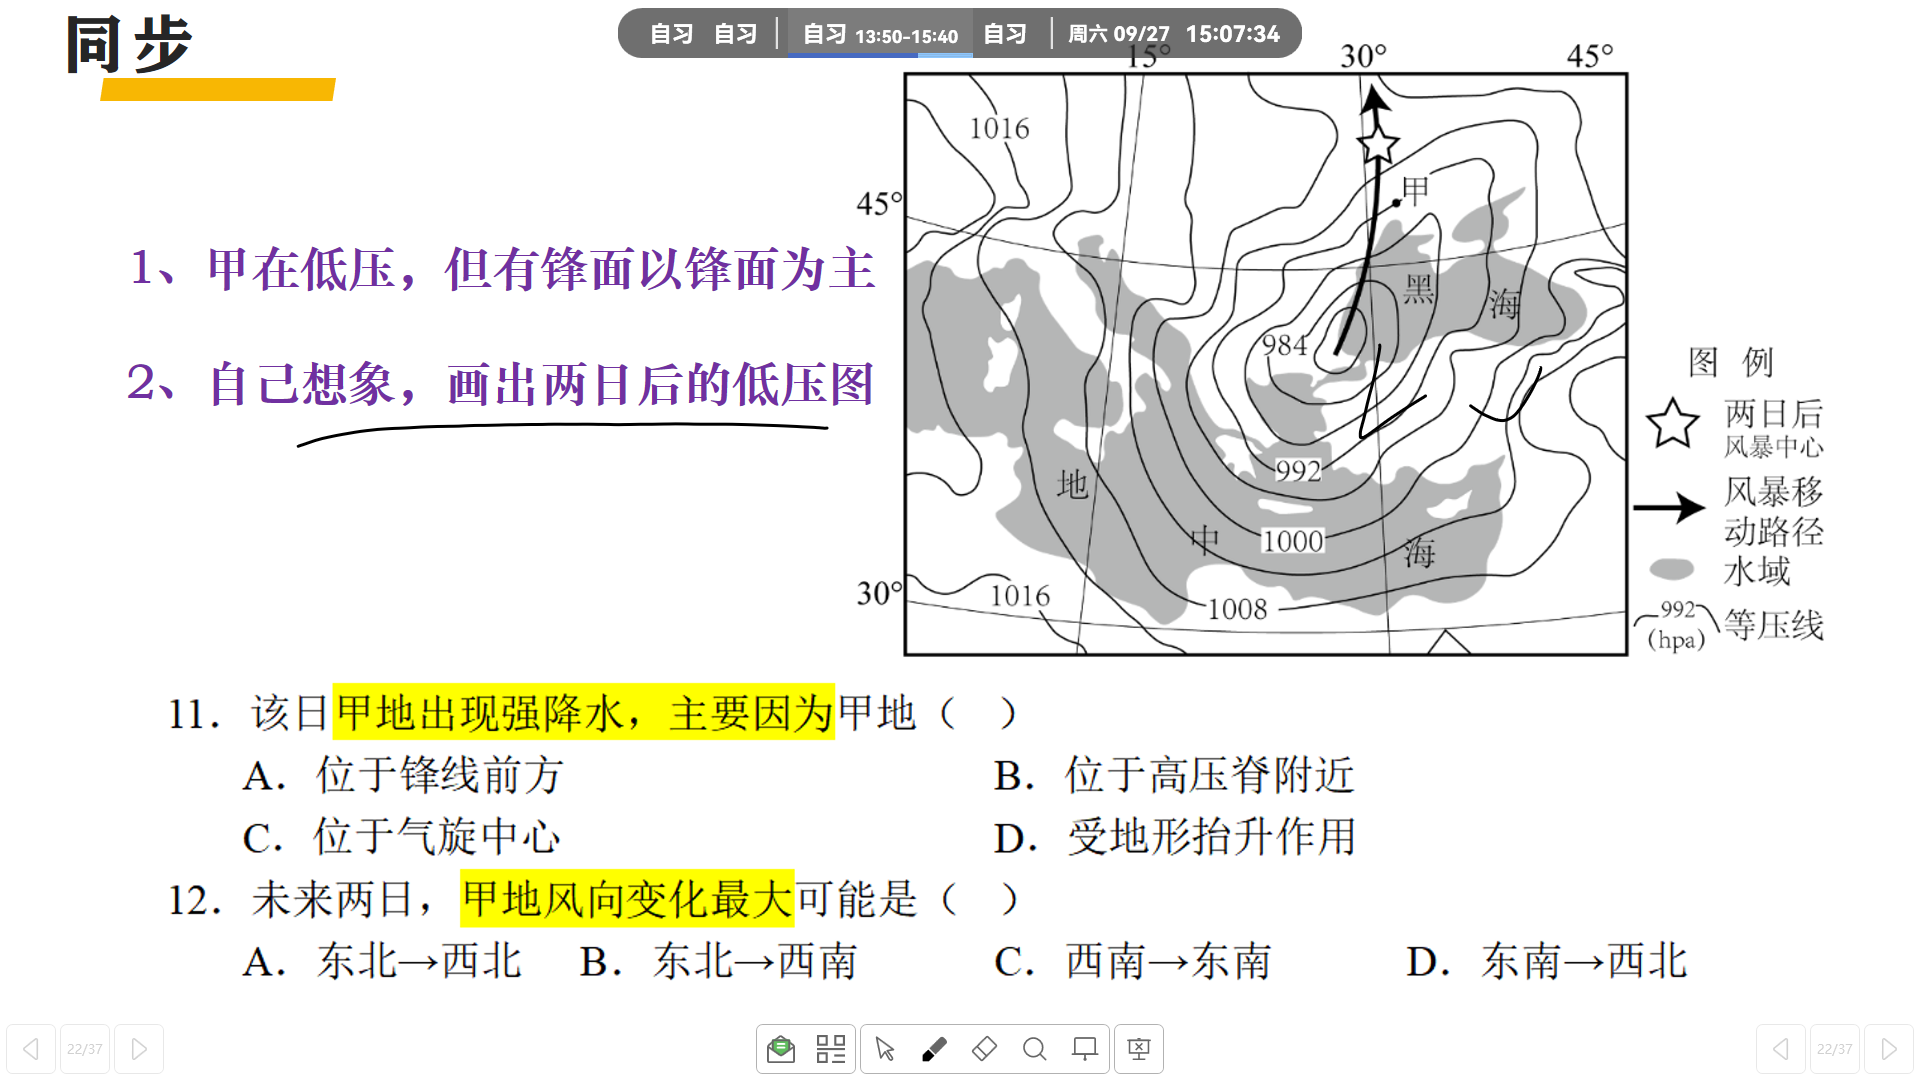 同步
自习 自习 自习 13:50-15:40 自习 周六 09/27 15:07:34
15° 30° 45°
1016
45°
甲
1、甲在低压，但有锋面以锋面为主
黑
海
984
2、自己想象，画出两日后的低压图
图 例
两日后
风暴中心
992
地
风暴移
动路径
中
1000
海
水域
30°
1016
1008
992
(hpa)
等压线
11. 该日甲地出现强降水，主要因为甲地（ ）
A. 位于锋线前方 B. 位于高压脊附近
C. 位于气旋中心 D. 受地形抬升作用
12. 未来两日，甲地风向变化最大可能是（ ）
A. 东北→西北 B. 东北→西南 C. 西南→东南 D. 东南→西北
22/37 22/37